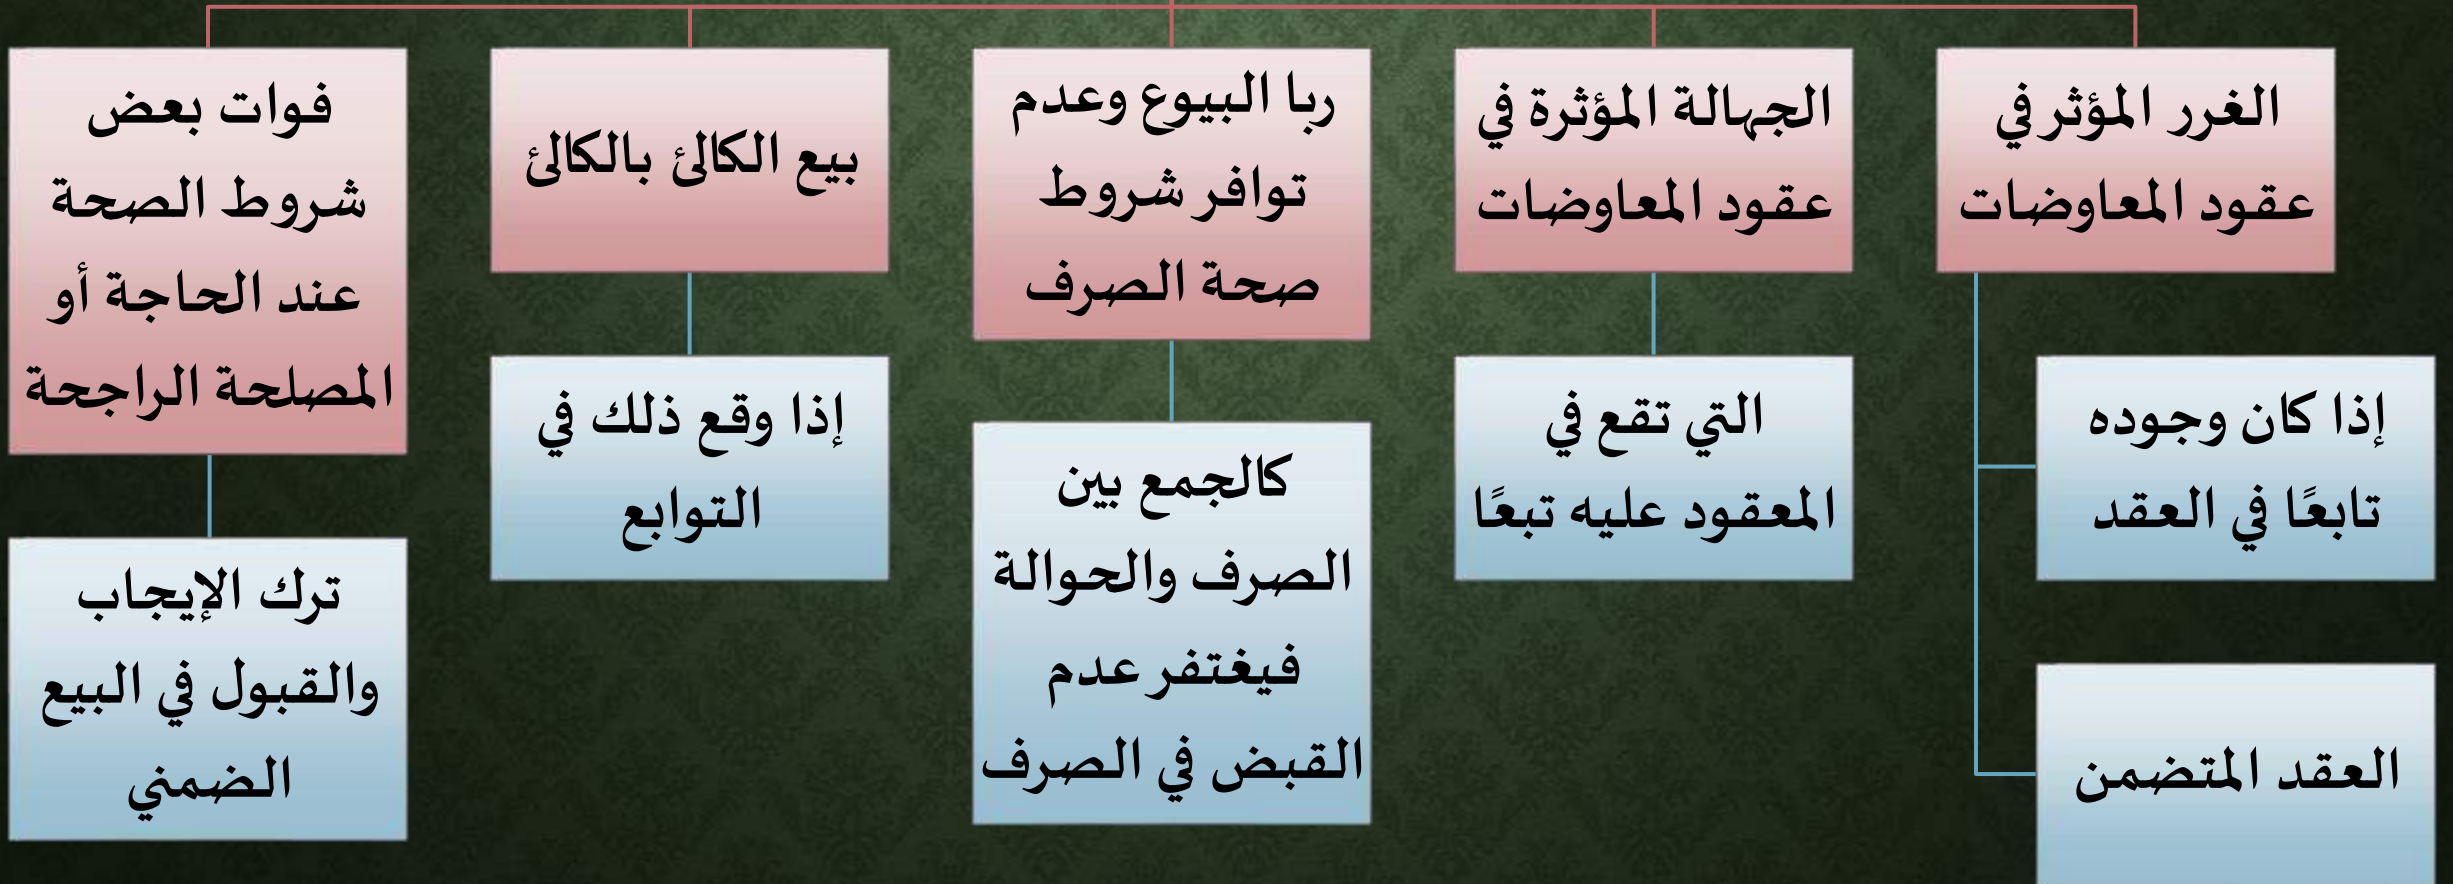 الغرر المؤثر في
عقود المعاوضات
إذا كان وجوده
تابعًا في العقد
العقد المتضمن
الجهالة المؤثرة في
عقود المعاوضات
التي تقع في
المعقود عليه تبعًا
ربا البيوع وعدم
توافر شروط
صحة الصرف
كالجمع بين
الصرف والحوالة
فيغتفر عدم
القبض في الصرف
بيع الكالئ بالكالئ
إذا وقع ذلك في
التوابع
فوات بعض
شروط الصحة
عند الحاجة أو
المصلحة الراجحة
ترك الإيجاب
والقبول في البيع
الضمني